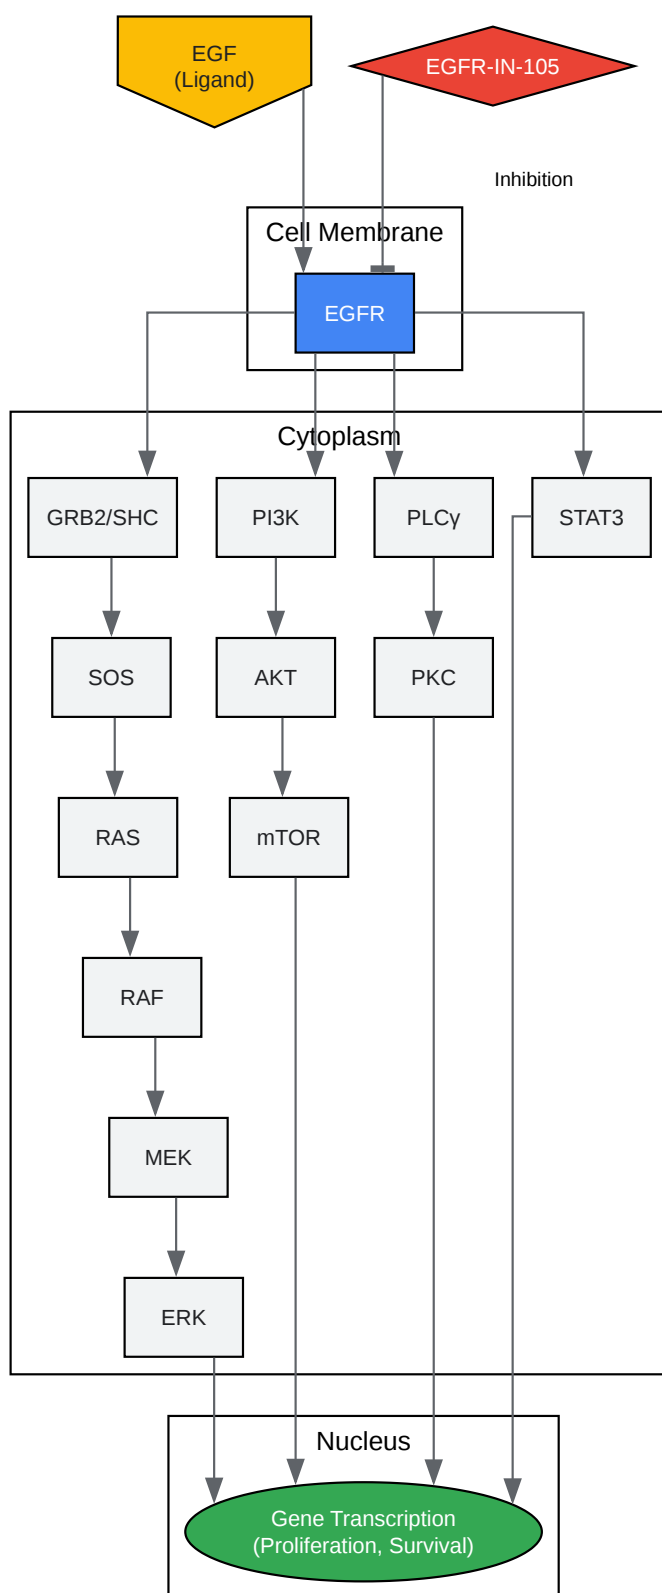 EGF
(Ligand)
EGFR-IN-105
Inhibition
Cell Membrane
EGFR
Cytoplasm
GRB2/SHC
PI3K
PLCγ
STAT3
SOS
AKT
PKC
RAS
mTOR
RAF
MEK
ERK
Nucleus
Gene Transcription
(Proliferation, Survival)